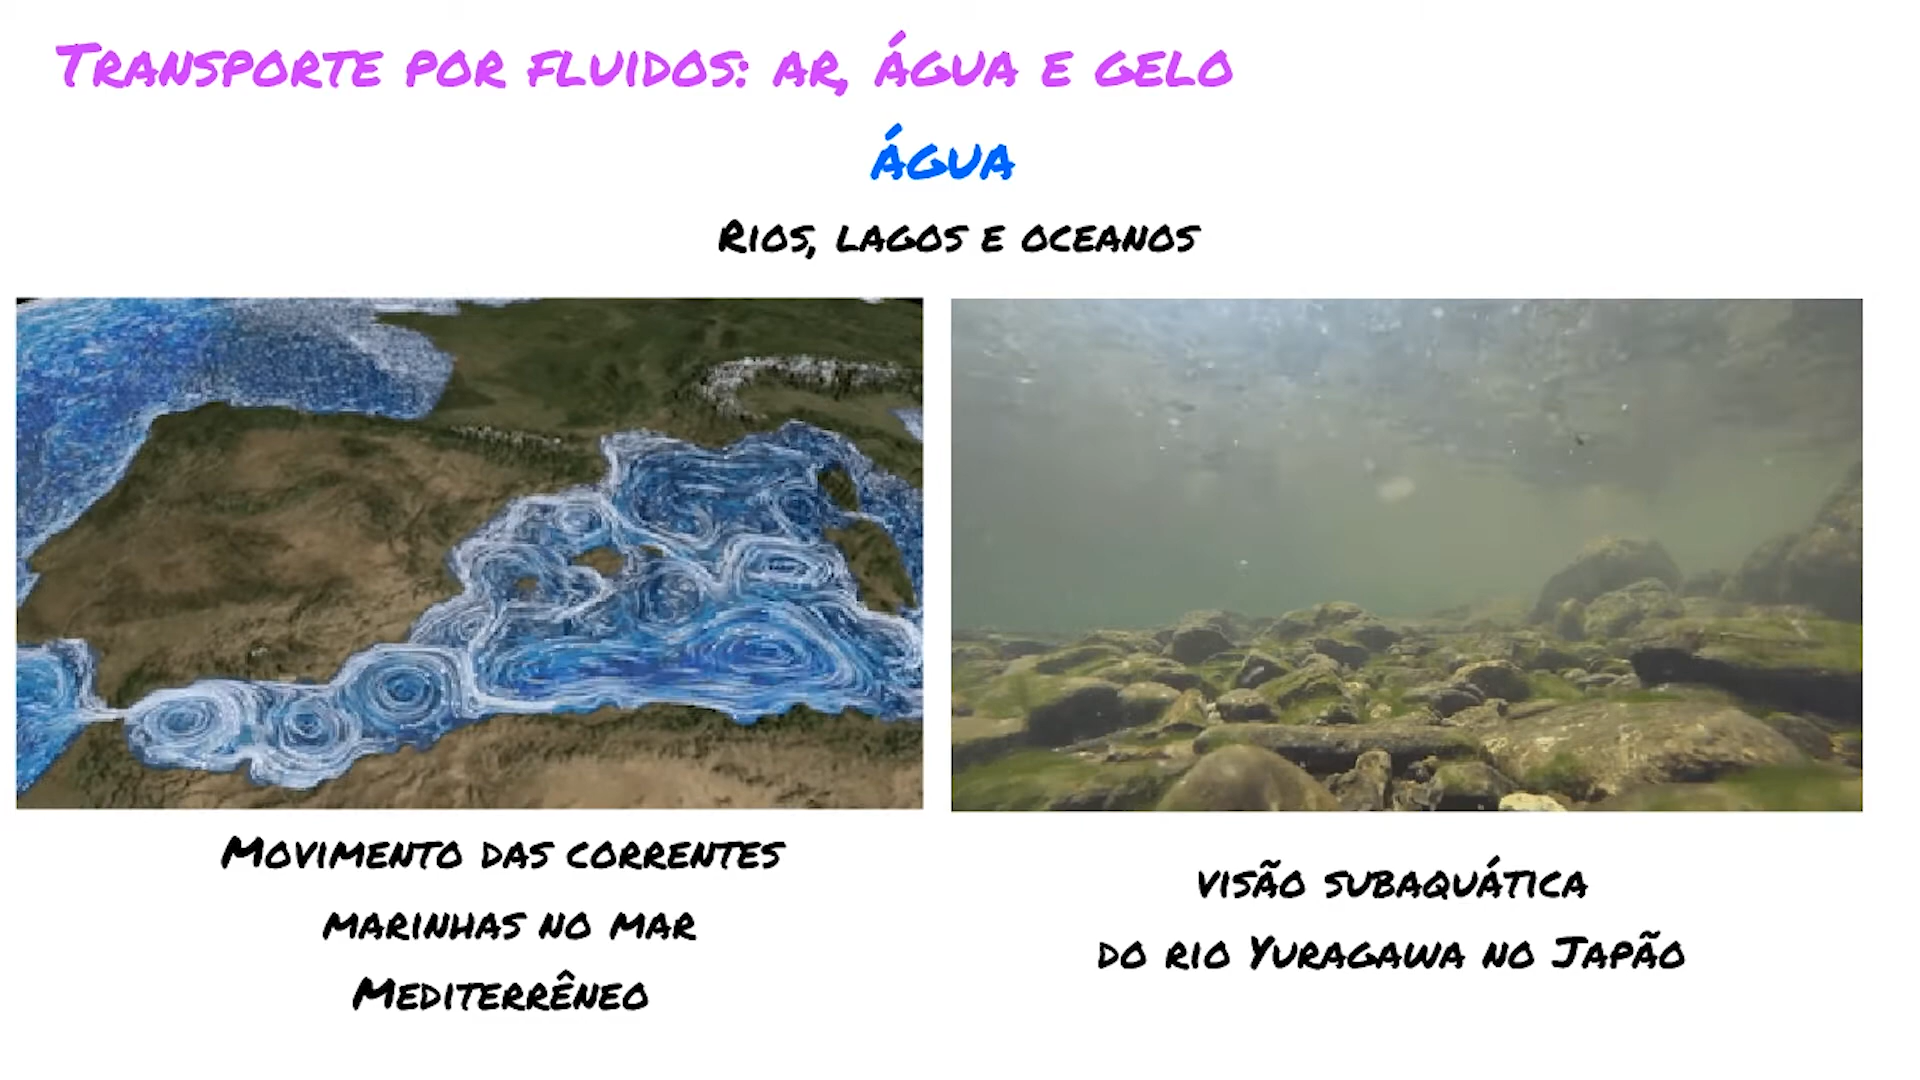 Transporte por fluidos: ar, água e gelo
água
Rios, lagos e oceanos
Movimento das correntes
marinhas no mar
Mediterrêneo
visão subaquática
do rio Yuragawa no Japão